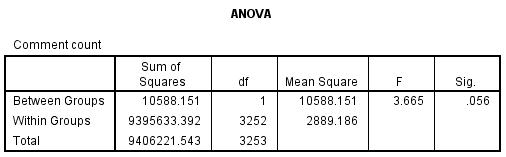 ANOVA
Comment count
Sum of Squares df Mean Square F Sig.
Between Groups 10588.151 1 10588.151 3.665 .056
Within Groups 9395633.392 3252 2889.186
Total 9406221.543 3253